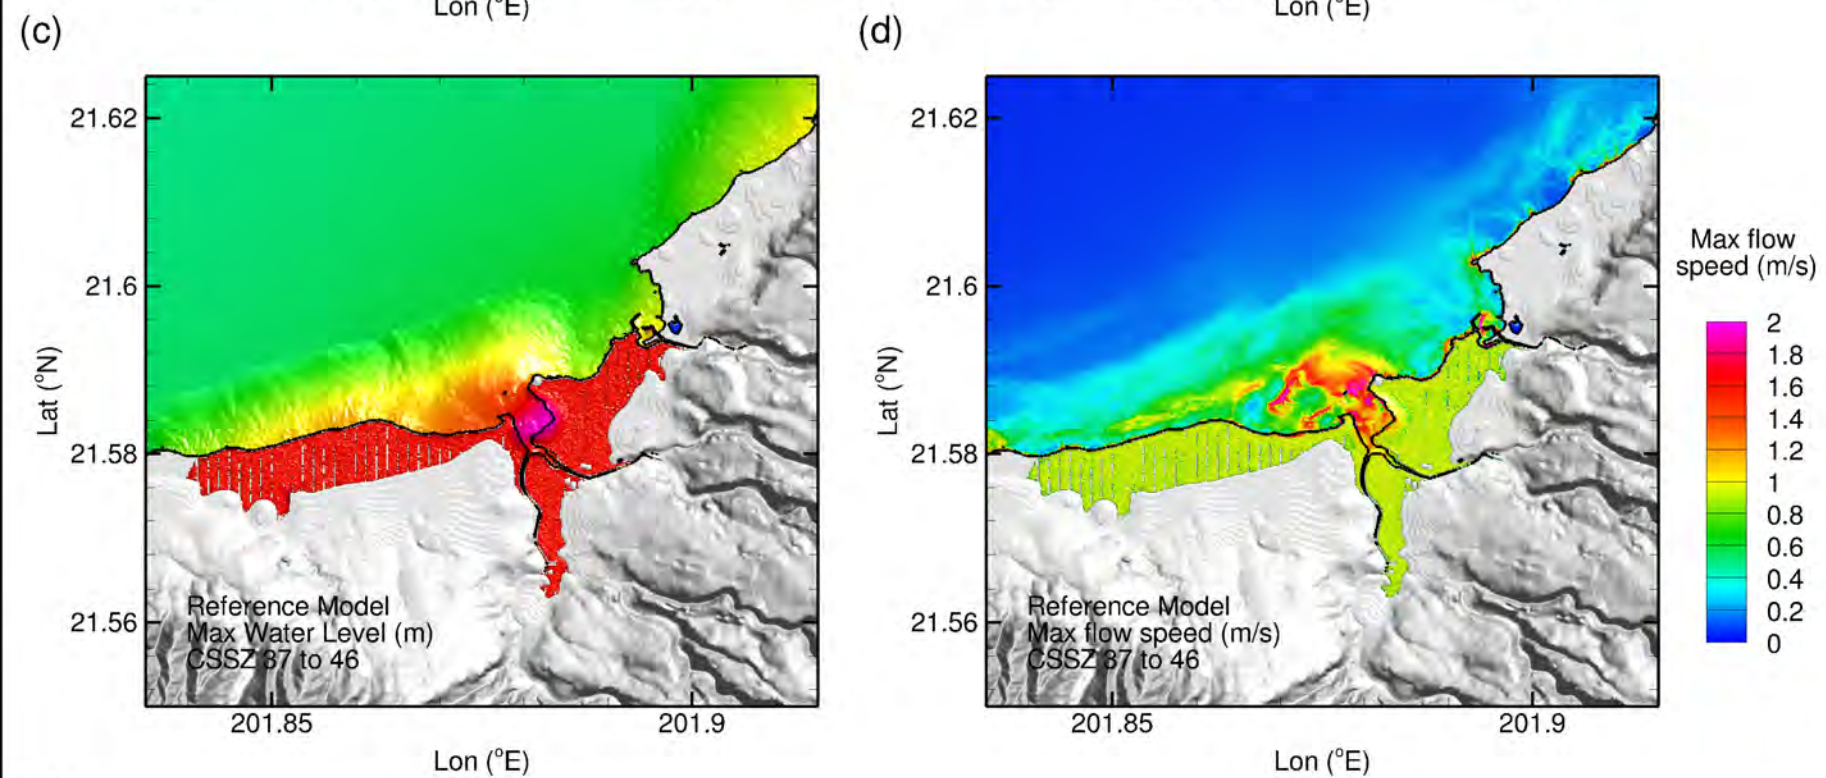 Lon (°E)
Lon (°E)
(c)
(d)
21.62
21.6
21.58
21.56
Lat (°N)
Reference Model
Max Water Level (m)
CSSZ 37 to 46
201.85
201.9
Lon (°E)
21.62
21.6
21.58
21.56
Lat (°N)
Reference Model
Max flow speed (m/s)
CSSZ 37 to 46
201.85
201.9
Lon (°E)
Max flow
speed (m/s)
2
1.8
1.6
1.4
1.2
1
0.8
0.6
0.4
0.2
0